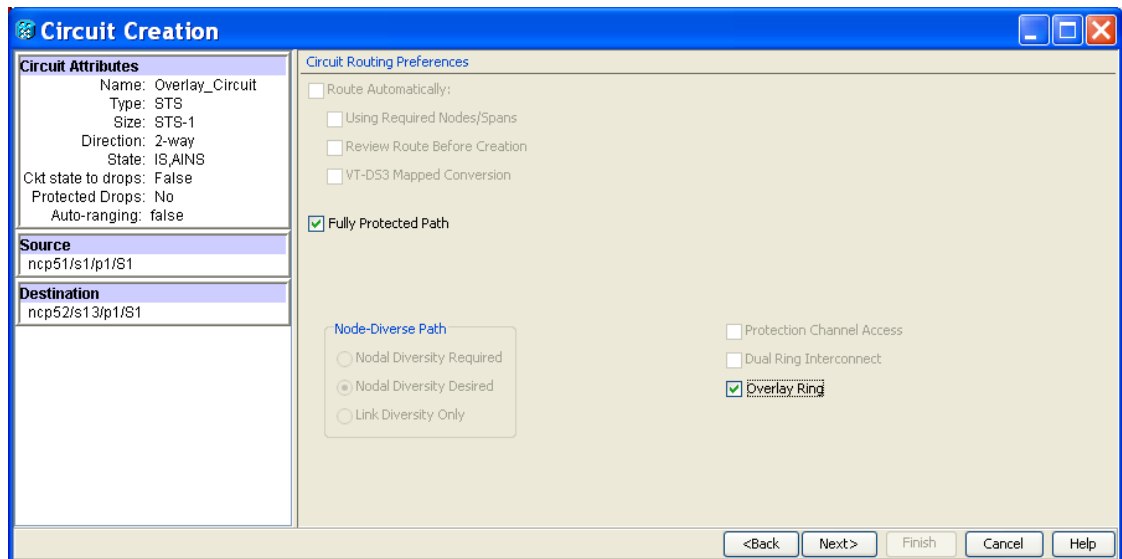 Circuit Creation
Circuit Attributes
Name: Overlay_Circuit
Type: STS
Size: STS-1
Direction: 2-way
State: IS,AINS
Ckt state to drops: False
Protected Drops: No
Auto-ranging: false
Source
ncp51/s1/p1/S1
Destination
ncp52/s13/p1/S1
Circuit Routing Preferences
Route Automatically:
Using Required Nodes/Spans
Review Route Before Creation
VT-DS3 Mapped Conversion
Fully Protected Path
Node-Diverse Path
Nodal Diversity Required
Nodal Diversity Desired
Link Diversity Only
Protection Channel Access
Dual Ring Interconnect
Overlay Ring
<Back
Next>
Finish
Cancel
Help